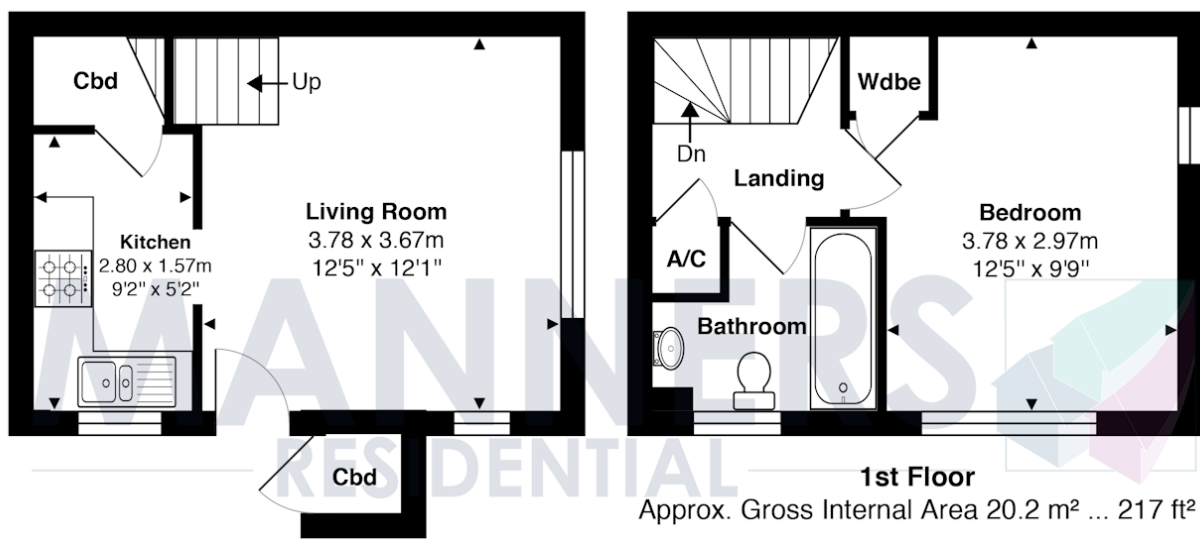 Cbd
Up
Kitchen
2.80 x 1.57m
9'2" x 5'2"
Living Room
3.78 x 3.67m
12'5" x 12'1"
Cbd
Wdbe
Dn
Landing
A/C
Bathroom
Bedroom
3.78 x 2.97m
12'5" x 9'9"
MANNERS
RESIDENTIAL
1st Floor
Approx. Gross Internal Area 20.2 m² ... 217 ft²